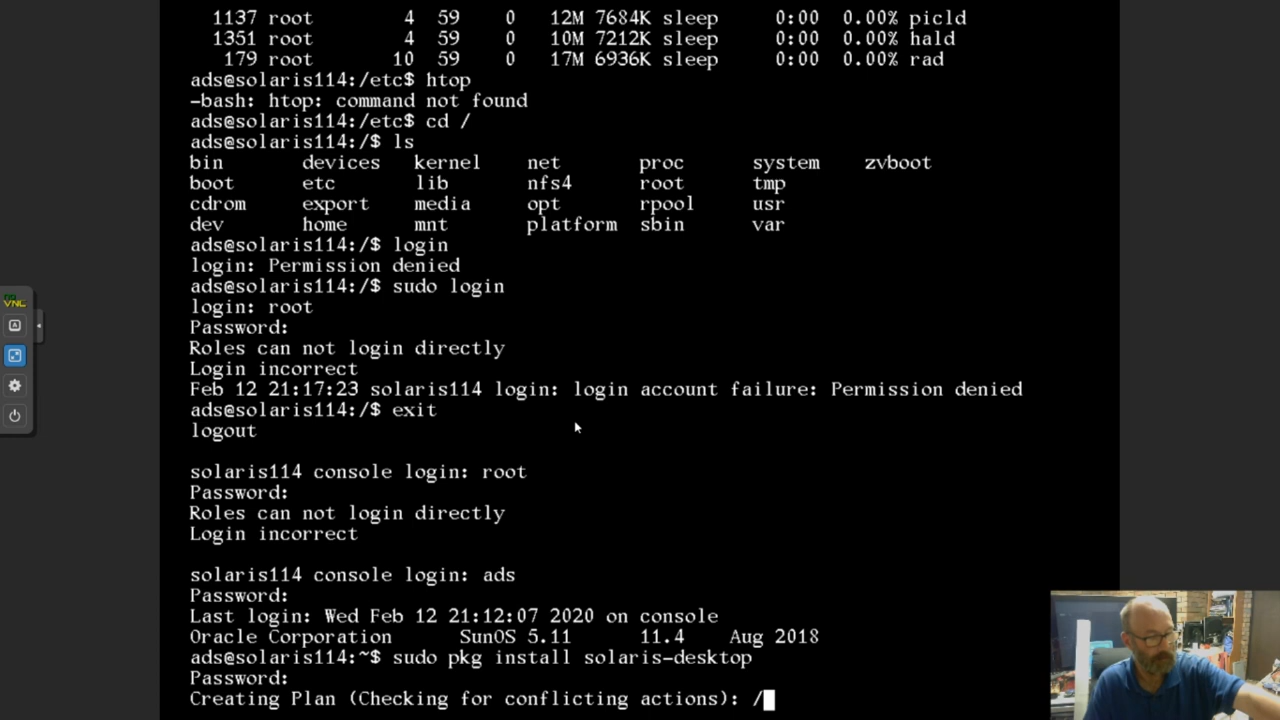 1137 root 4 59 0 12M 7684K sleep 0:00 0.00% picld
1351 root 4 59 0 10M 7212K sleep 0:00 0.00% hald
179 root 10 59 0 17M 6936K sleep 0:00 0.00% rad
ads@solaris114:/etc$ htop
-bash: htop: command not found
ads@solaris114:/etc$ cd /
ads@solaris114:/$ ls
bin devices kernel net proc system zvboot
boot etc lib nfs4 root tmp
cdrom export media opt rpool usr
dev home mnt platform sbin var
ads@solaris114:/$ login
login: Permission denied
ads@solaris114:/$ sudo login
login: root
Password:
Roles can not login directly
Login incorrect
Feb 12 21:17:23 solaris114 login: login account failure: Permission denied
ads@solaris114:/$ exit
logout
solaris114 console login: root
Password:
Roles can not login directly
Login incorrect
solaris114 console login: ads
Password:
Last login: Wed Feb 12 21:12:07 2020 on console
Oracle Corporation SunOS 5.11 11.4 Aug 2018
ads@solaris114:~$ sudo pkg install solaris-desktop
Password:
Creating Plan (Checking for conflicting actions): /
no
VNC
A